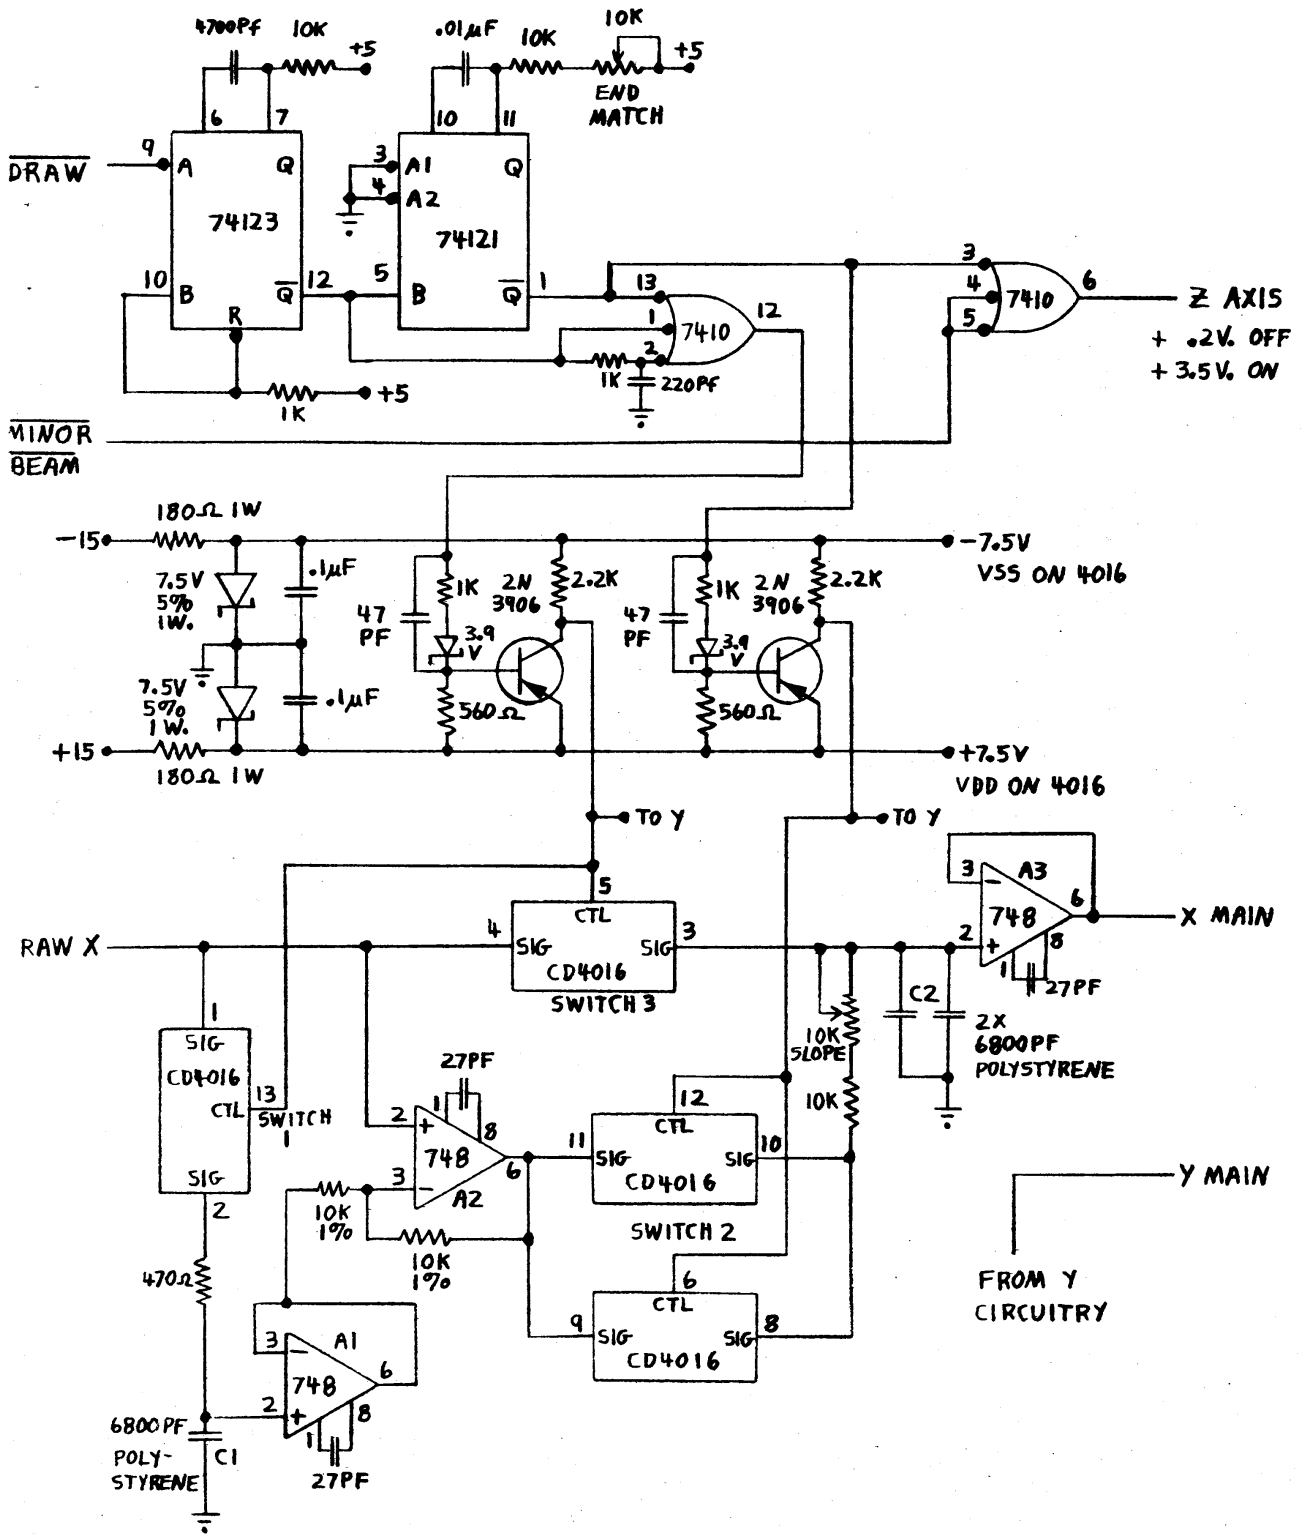 4700Pf 10K +5
.01µF 10K 10K +5
END
MATCH
6 7
10 11
DRAW
9 A Q
74123
10 B Q 12
R
1K +5
3 A1 Q
4 A2
74121
5 B Q 1
13
1 7410 12
2
1K 220Pf
3
4 7410 6
5
Z AXIS
+ .2V. OFF
+3.5V. ON
MINOR
BEAM
180Ω 1W
-15
7.5V
5%
1W.
.1µF
7.5V
5%
1W.
.1µF
+15
180Ω 1W
47
PF
1K
3.9
V
560Ω
2N
3906
2.2K
47
PF
1K
3.9
V
560Ω
2N
3906
2.2K
-7.5V
VSS ON 4016
+7.5V
VDD ON 4016
TO Y
TO Y
RAW X
4 SIG
5
CTL
SIG 3
CD4016
SWITCH 3
3 -
A3
748
6
2 +
1 8
27PF
X MAIN
10K
SLOPE
10K
C2
2X
6800PF
POLYSTYRENE
1
SIG
CD4016
CTL 13
SWITCH
1
SIG
2
470Ω
27PF
1 8
2 +
748 6
3 -
A2
10K
1%
10K
1%
12
CTL
11 SIG
SIG 10
CD4016
SWITCH 2
6
CTL
9 SIG
SIG 8
CD4016
Y MAIN
FROM Y
CIRCUITRY
3 -
A1
748
6
2 +
1 8
27PF
6800PF
POLY-
STYRENE
C1